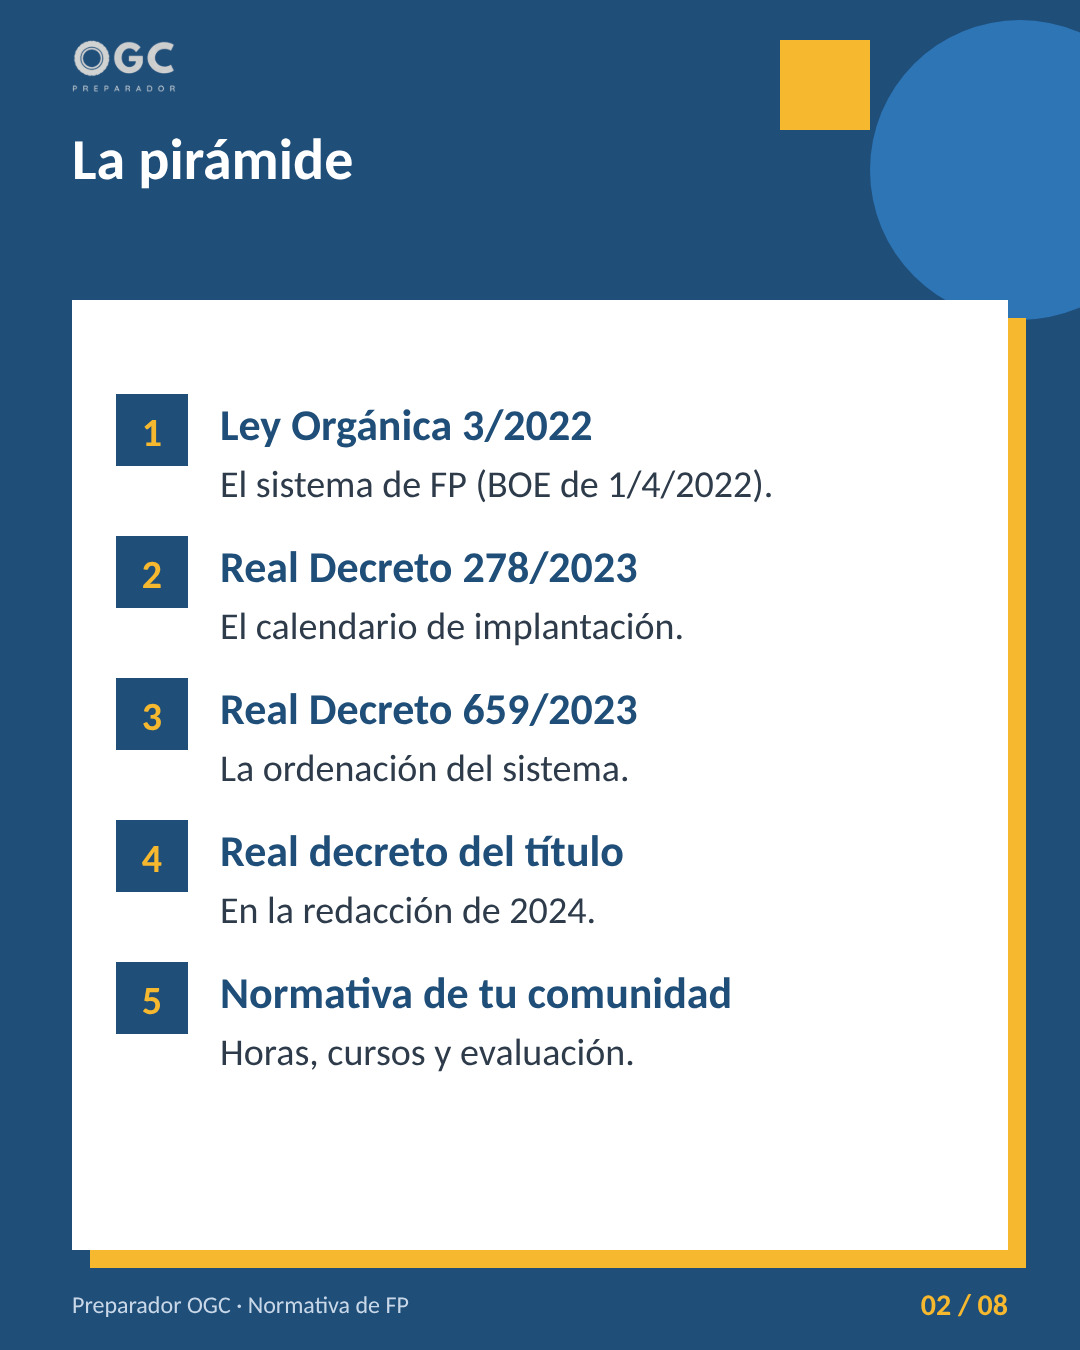 OGC
PREPARADOR
La pirámide
1
Ley Orgánica 3/2022
El sistema de FP (BOE de 1/4/2022).
2
Real Decreto 278/2023
El calendario de implantación.
3
Real Decreto 659/2023
La ordenación del sistema.
4
Real decreto del título
En la redacción de 2024.
5
Normativa de tu comunidad
Horas, cursos y evaluación.
Preparador OGC · Normativa de FP
02 / 08